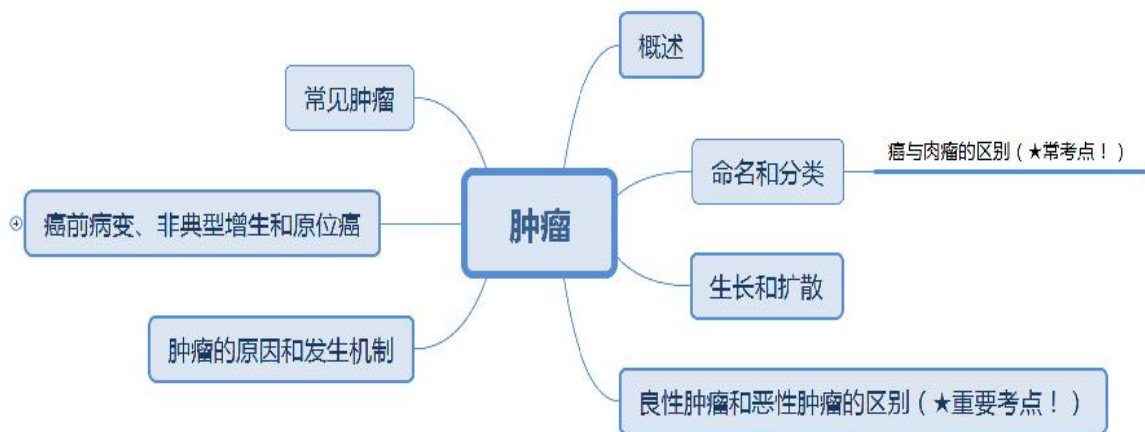 肿瘤
概述
命名和分类
癌与肉瘤的区别（★常考点！）
生长和扩散
良性肿瘤和恶性肿瘤的区别（★重要考点！）
肿瘤的原因和发生机制
癌前病变、非典型增生和原位癌
常见肿瘤